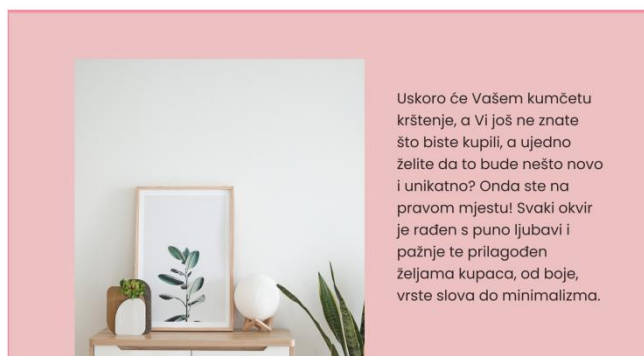 Uskoro će Vašem kumčetu
krštenje, a Vi još ne znate
što biste kupili, a ujedno
želite da to bude nešto novo
i unikatno? Onda ste na
pravom mjestu! Svaki okvir
je rađen s puno ljubavi i
pažnje te prilagođen
željama kupaca, od boje,
vrste slova do minimalizma.